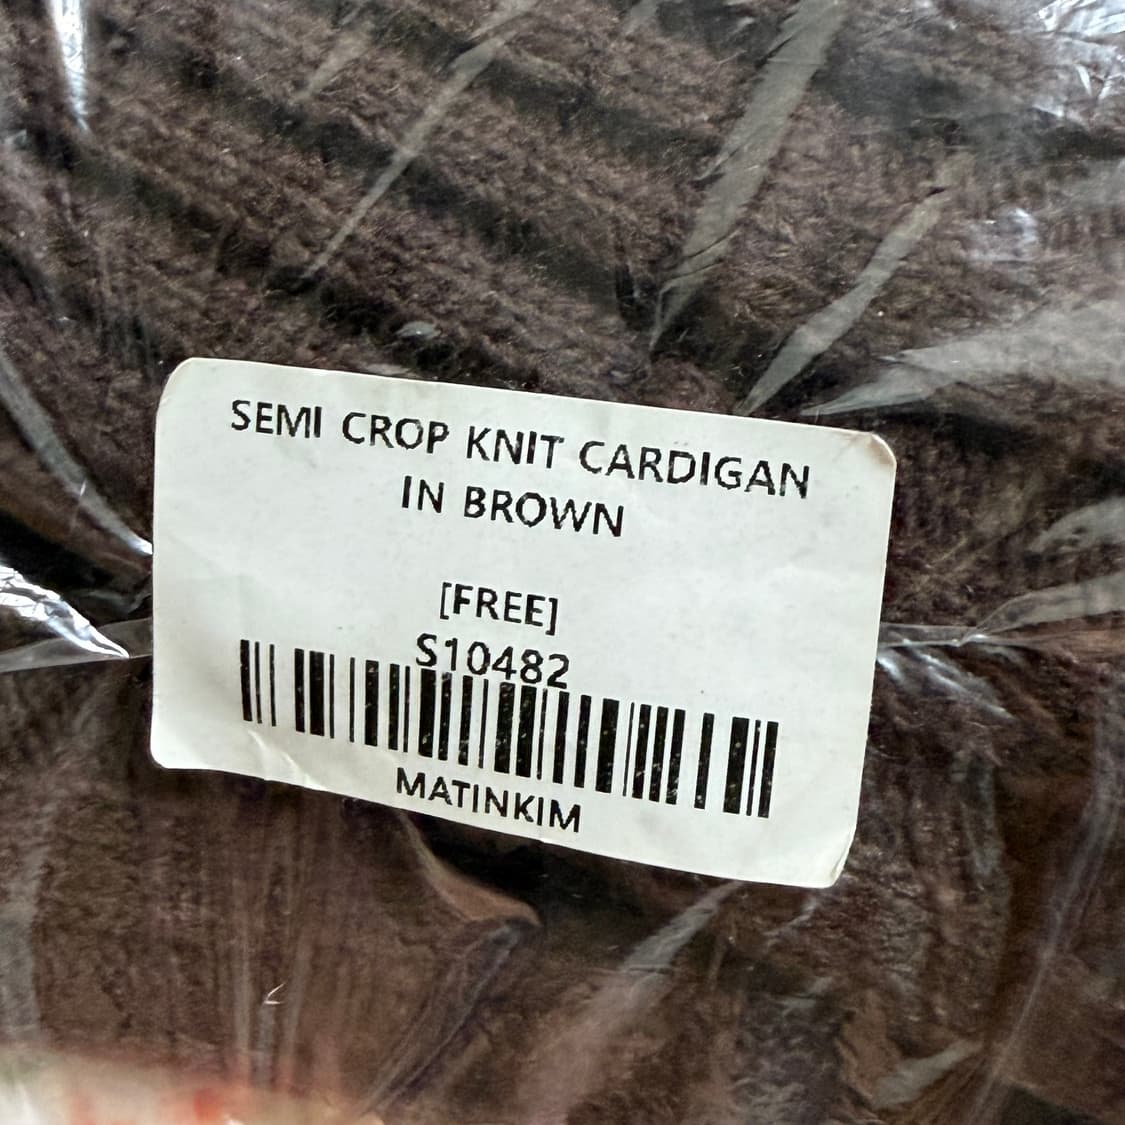 SEMI CROP KNIT CARDIGAN
IN BROWN
[FREE]
S10482
MATINKIM